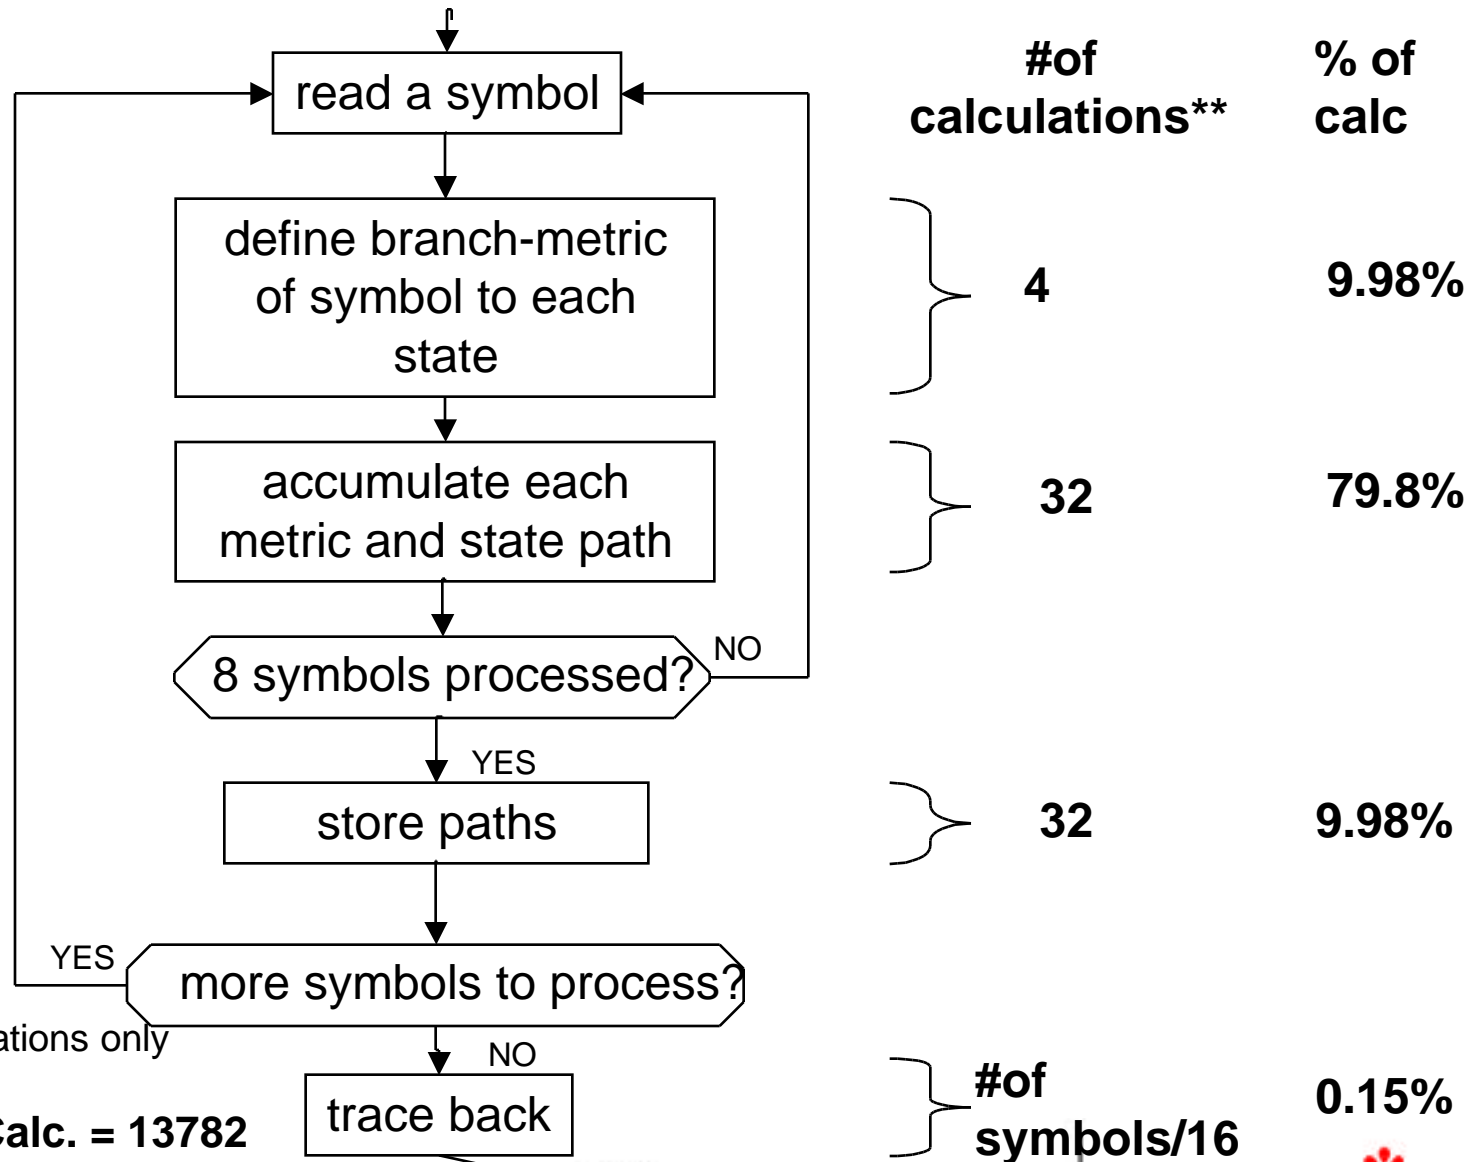 #of
calculations**
% of
calc
read a symbol
define branch-metric
of symbol to each
state
4
9.98%
accumulate each
metric and state path
32
79.8%
8 symbols processed?
NO
YES
store paths
32
9.98%
YES
more symbols to process?
only
NO
trace back
#of
symbols/16
0.15%
Calc. = 13782